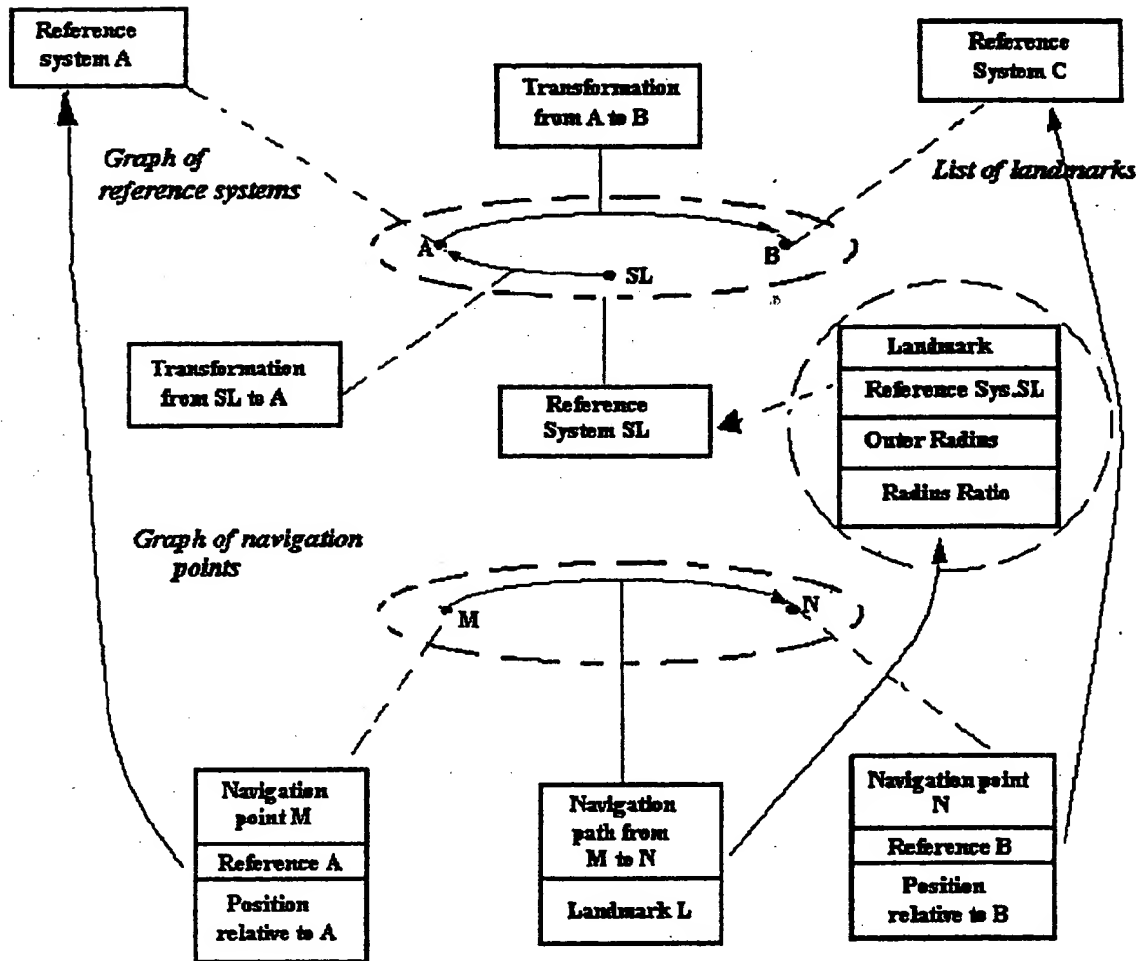 Reference
system A
Reference
System C
Transformation
from A to B
Graph of
reference systems
List of landmarks
A
B
SL
Transformation
from SL to A
Reference
System SL
Landmark
Reference Sys.SL
Outer Radius
Radius Ratio
Graph of navigation
points
M
N
Navigation
point M
Reference A
Position
relative to A
Navigation
path from
M to N
Landmark L
Navigation point
N
Reference B
Position
relative to B